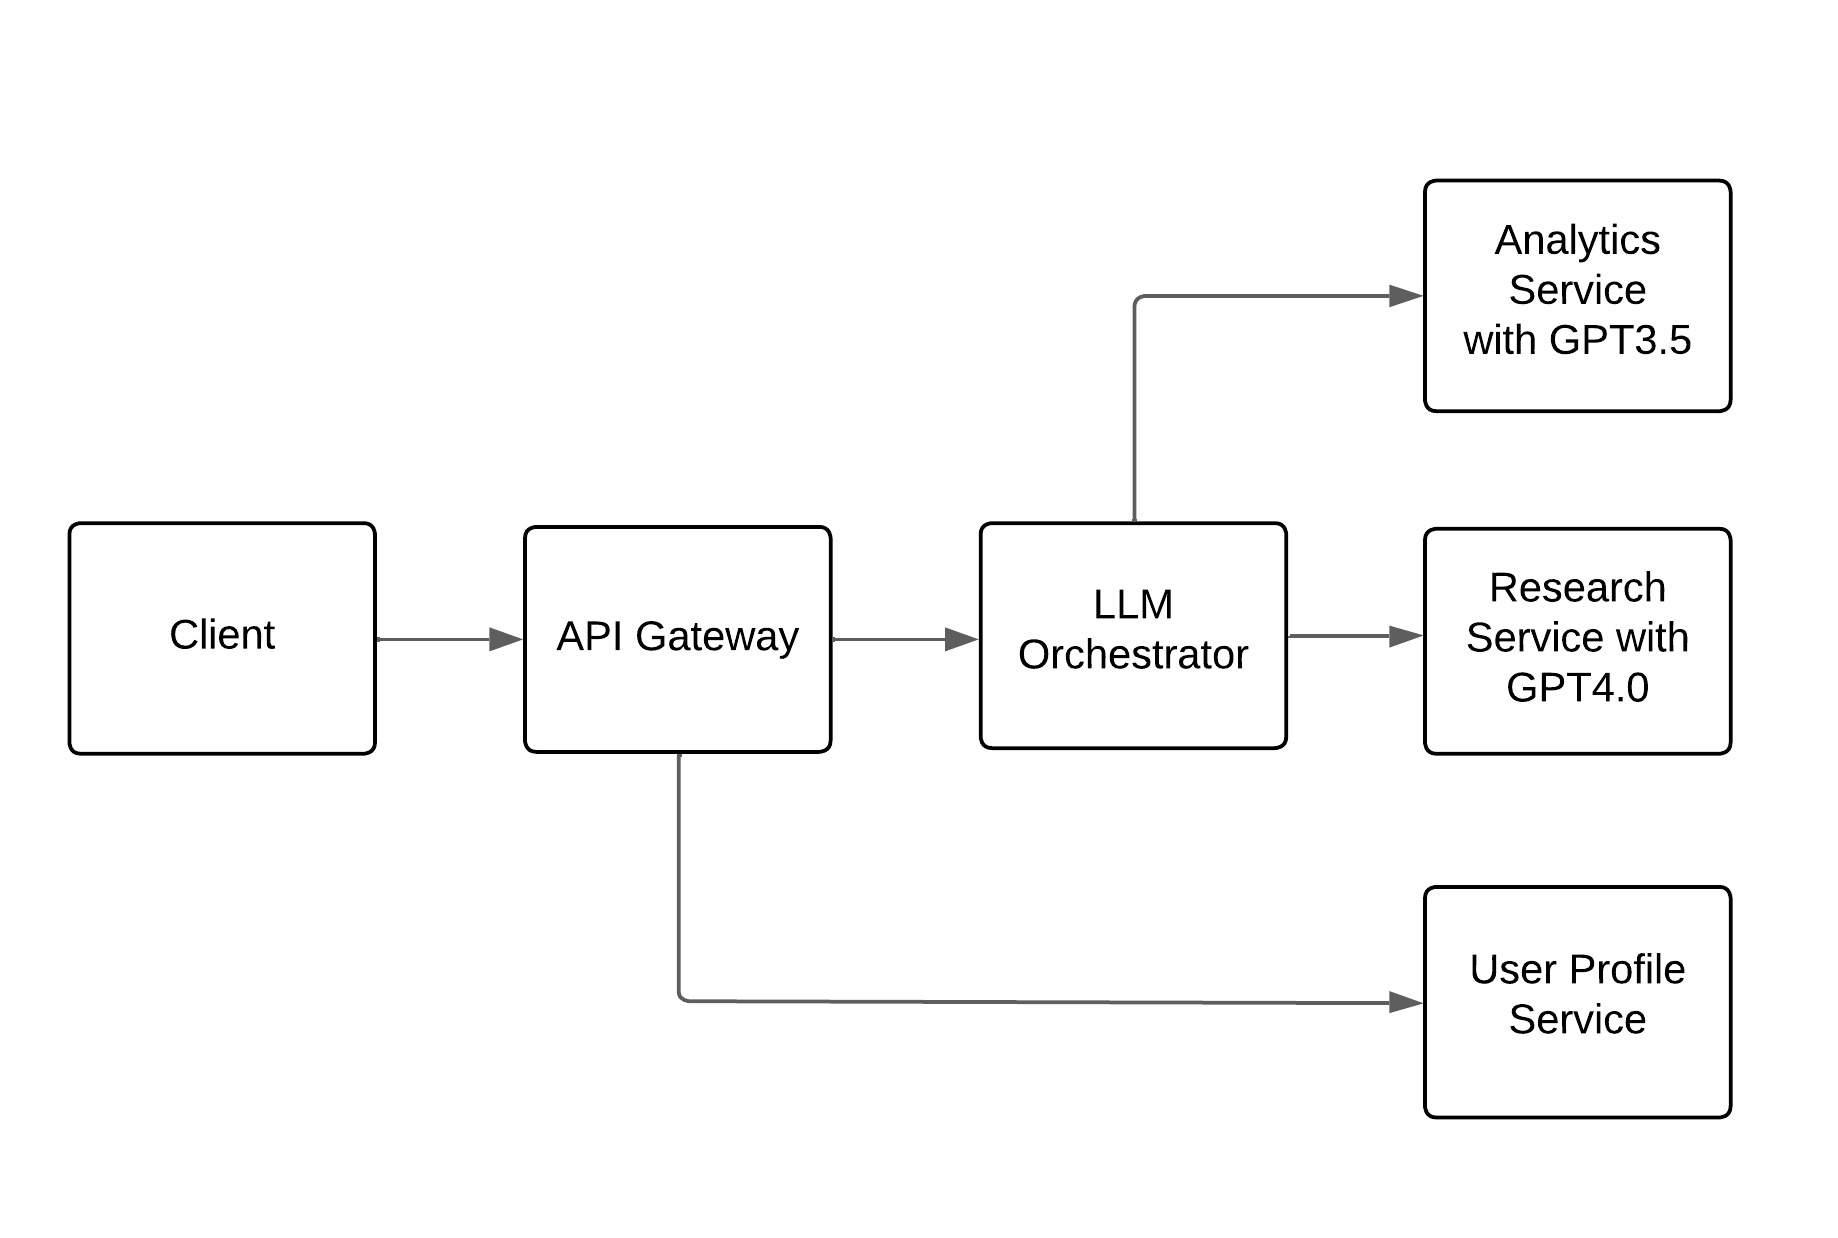 Analytics
Service
with GPT3.5
Client
API Gateway
LLM
Orchestrator
Research
Service with
GPT4.0
User Profile
Service